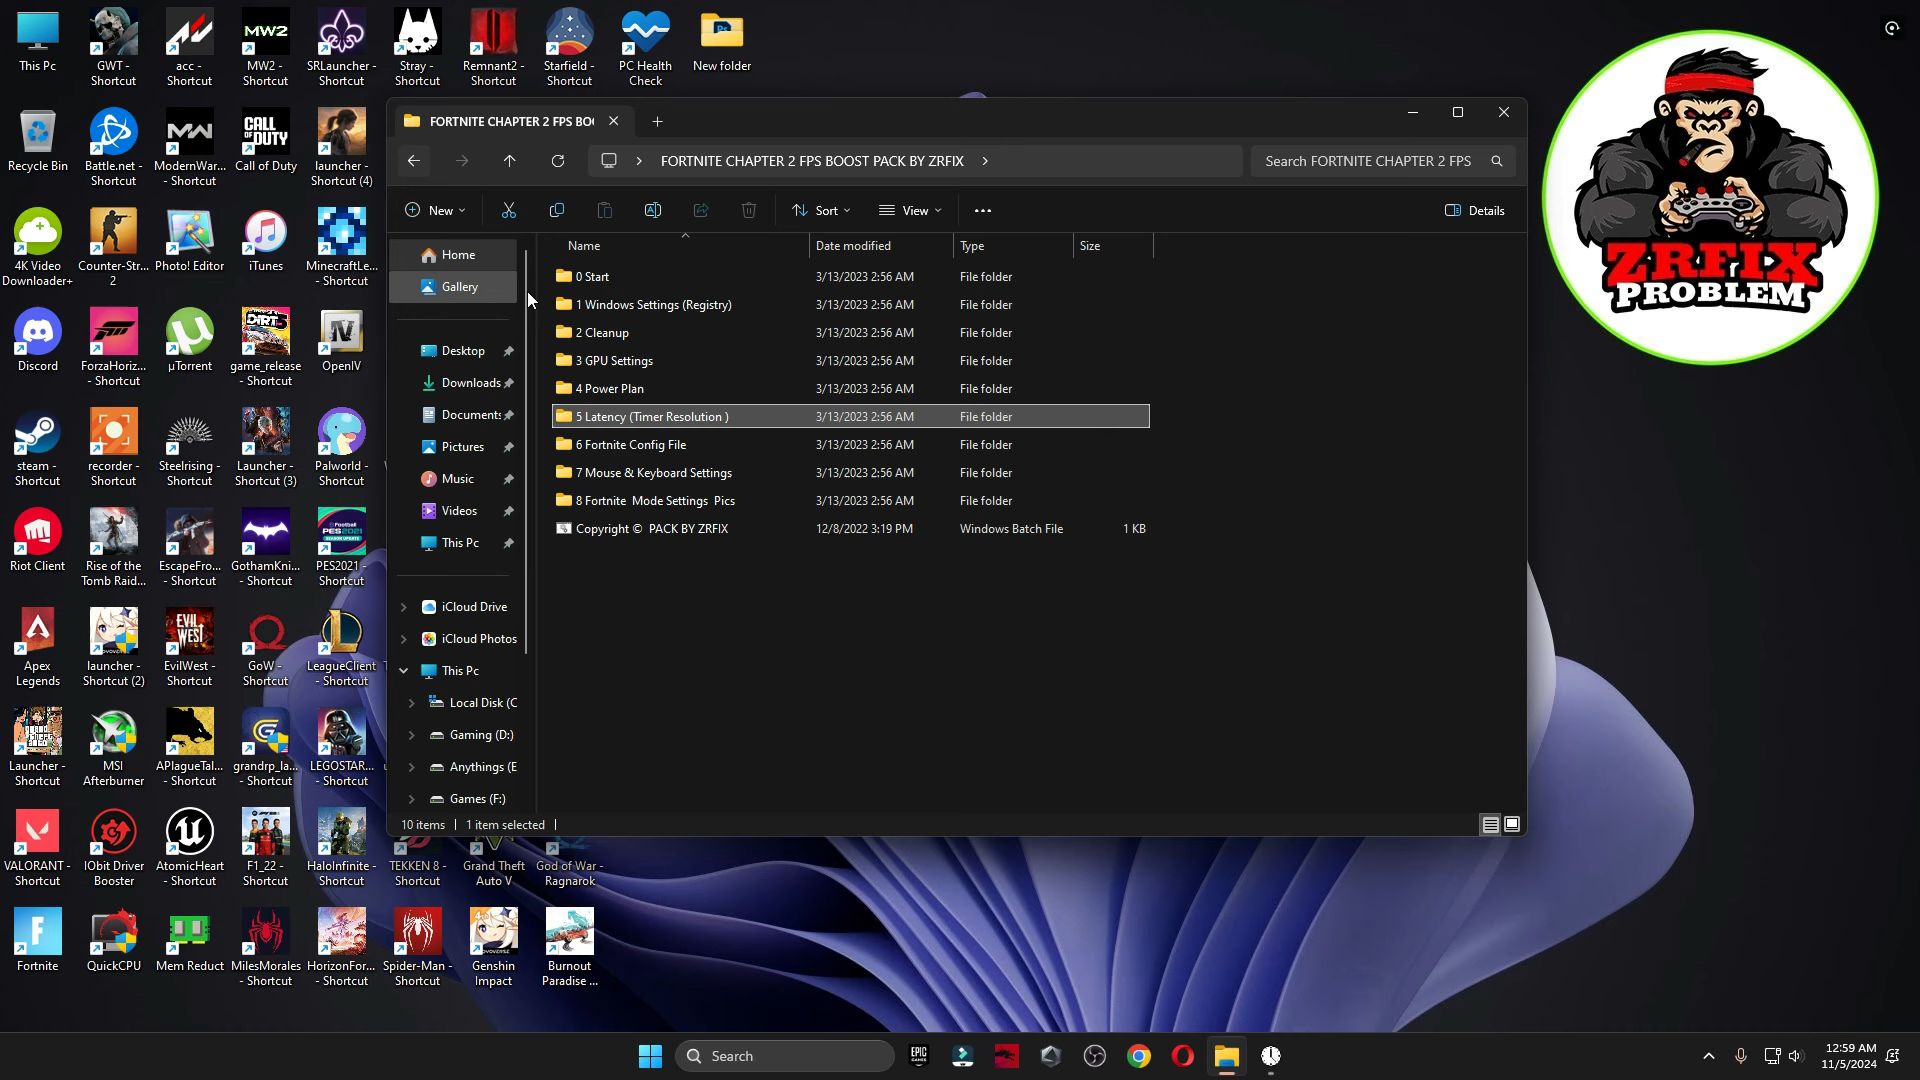 This Pc
GWT - Shortcut
acc - Shortcut
MW2
MW2 - Shortcut
SRLauncher - Shortcut
Stray - Shortcut
Remnant2 - Shortcut
Starfield - Shortcut
PC Health Check
Ps
New folder
Recycle Bin
Battle.net - Shortcut
ModernWar... - Shortcut
CALL OF DUTY
Call of Duty
launcher - Shortcut (4)
4K Video Downloader+
Counter-Str... 2
Photo! Editor
iTunes
MinecraftLe... - Shortcut
Discord
ForzaHoriz... - Shortcut
µTorrent
DIRT5
game_release - Shortcut
IV
OpenIV
steam - Shortcut
recorder - Shortcut
Steelrising - Shortcut
Launcher - Shortcut (3)
Palworld - Shortcut
Riot Client
Rise of the Tomb Raid...
EscapeFro... - Shortcut
GothamKni... - Shortcut
PES2021
PES2021 - Shortcut
Apex Legends
launcher - Shortcut (2)
EVIL WEST
EvilWest - Shortcut
GoW - Shortcut
LeagueClient - Shortcut
Launcher - Shortcut
MSI Afterburner
APlagueTal... - Shortcut
grandrp_la... - Shortcut
LEGOSTAR... - Shortcut
VALORANT - Shortcut
IObit Driver Booster
AtomicHeart - Shortcut
F1_22 - Shortcut
HaloInfinite - Shortcut
TEKKEN 8 - Shortcut
Grand Theft Auto V
God of War - Ragnarok
F
Fortnite
QuickCPU
Mem Reduct
MilesMorales - Shortcut
HorizonFor... - Shortcut
Spider-Man - Shortcut
Genshin Impact
Burnout Paradise ...
FORTNITE CHAPTER 2 FPS BOO
FORTNITE CHAPTER 2 FPS BOOST PACK BY ZRFIX
Search FORTNITE CHAPTER 2 FPS
New
Sort
View
Details
Home
Gallery
Desktop
Downloads
Documents
Pictures
Music
Videos
This Pc
iCloud Drive
iCloud Photos
This Pc
Local Disk (C
Gaming (D:)
Anythings (E
Games (F:)
Name Date modified Type Size
0 Start 3/13/2023 2:56 AM File folder
1 Windows Settings (Registry) 3/13/2023 2:56 AM File folder
2 Cleanup 3/13/2023 2:56 AM File folder
3 GPU Settings 3/13/2023 2:56 AM File folder
4 Power Plan 3/13/2023 2:56 AM File folder
5 Latency (Timer Resolution ) 3/13/2023 2:56 AM File folder
6 Fortnite Config File 3/13/2023 2:56 AM File folder
7 Mouse & Keyboard Settings 3/13/2023 2:56 AM File folder
8 Fortnite Mode Settings Pics 3/13/2023 2:56 AM File folder
Copyright © PACK BY ZRFIX 12/8/2022 3:19 PM Windows Batch File 1 KB
10 items 1 item selected
ZRFIX
PROBLEM
Search
EPIC GAMES
12:59 AM
11/5/2024